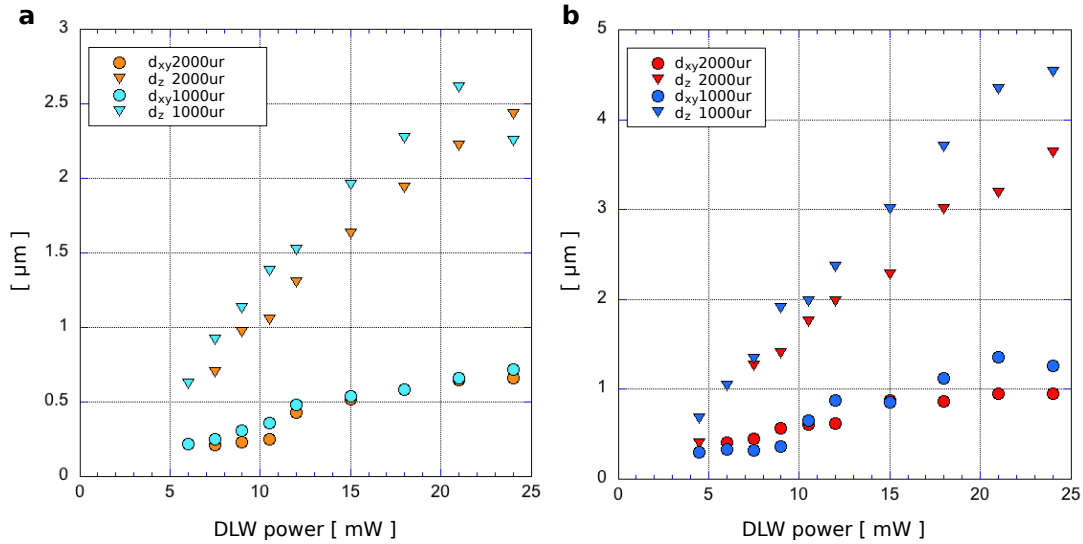 a
3
2.5
2
1.5
1
0.5
0
[ µm ]
dxy2000ur
dz 2000ur
dxy1000ur
dz 1000ur
0 5 10 15 20 25
DLW power [ mW ]
b
5
4
3
2
1
0
[ µm ]
dxy2000ur
dz 2000ur
dxy1000ur
dz 1000ur
0 5 10 15 20 25
DLW power [ mW ]